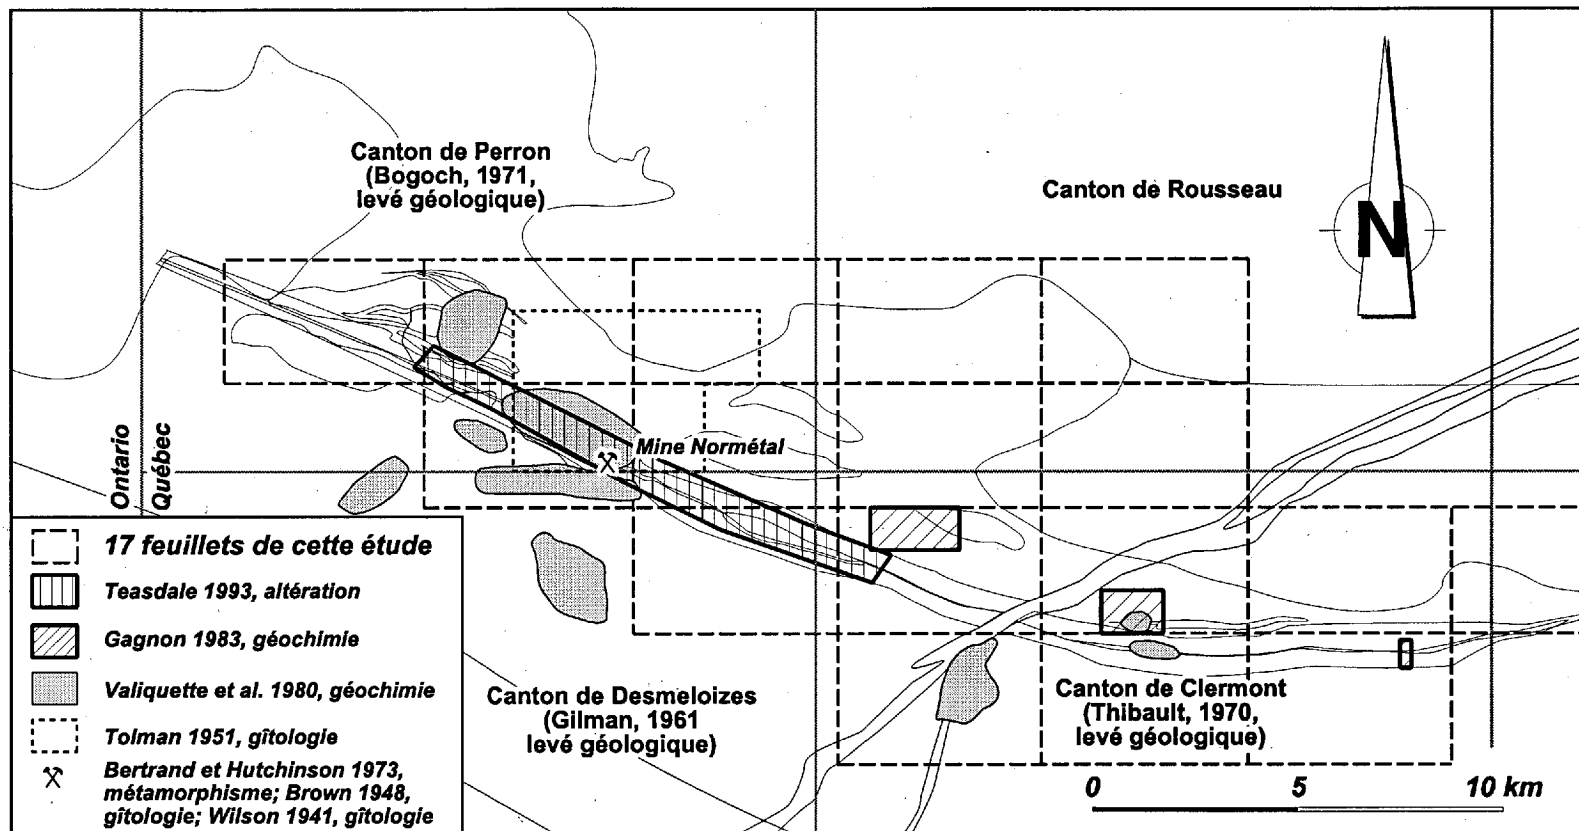 Canton de Perron
(Bogoch, 1971,
levé géologique)
Canton de Rousseau
N
Ontario
Québec
Mine Normétal
17 feuillets de cette étude
Teasdale 1993, altération
Gagnon 1983, géochimie
Valiquette et al. 1980, géochimie
Tolman 1951, gîtologie
Bertrand et Hutchinson 1973,
métamorphisme; Brown 1948,
gîtologie; Wilson 1941, gîtologie
Canton de Desmeloizes
(Gilman, 1961
levé géologique)
Canton de Clermont
(Thibault, 1970,
levé géologique)
0 5 10 km